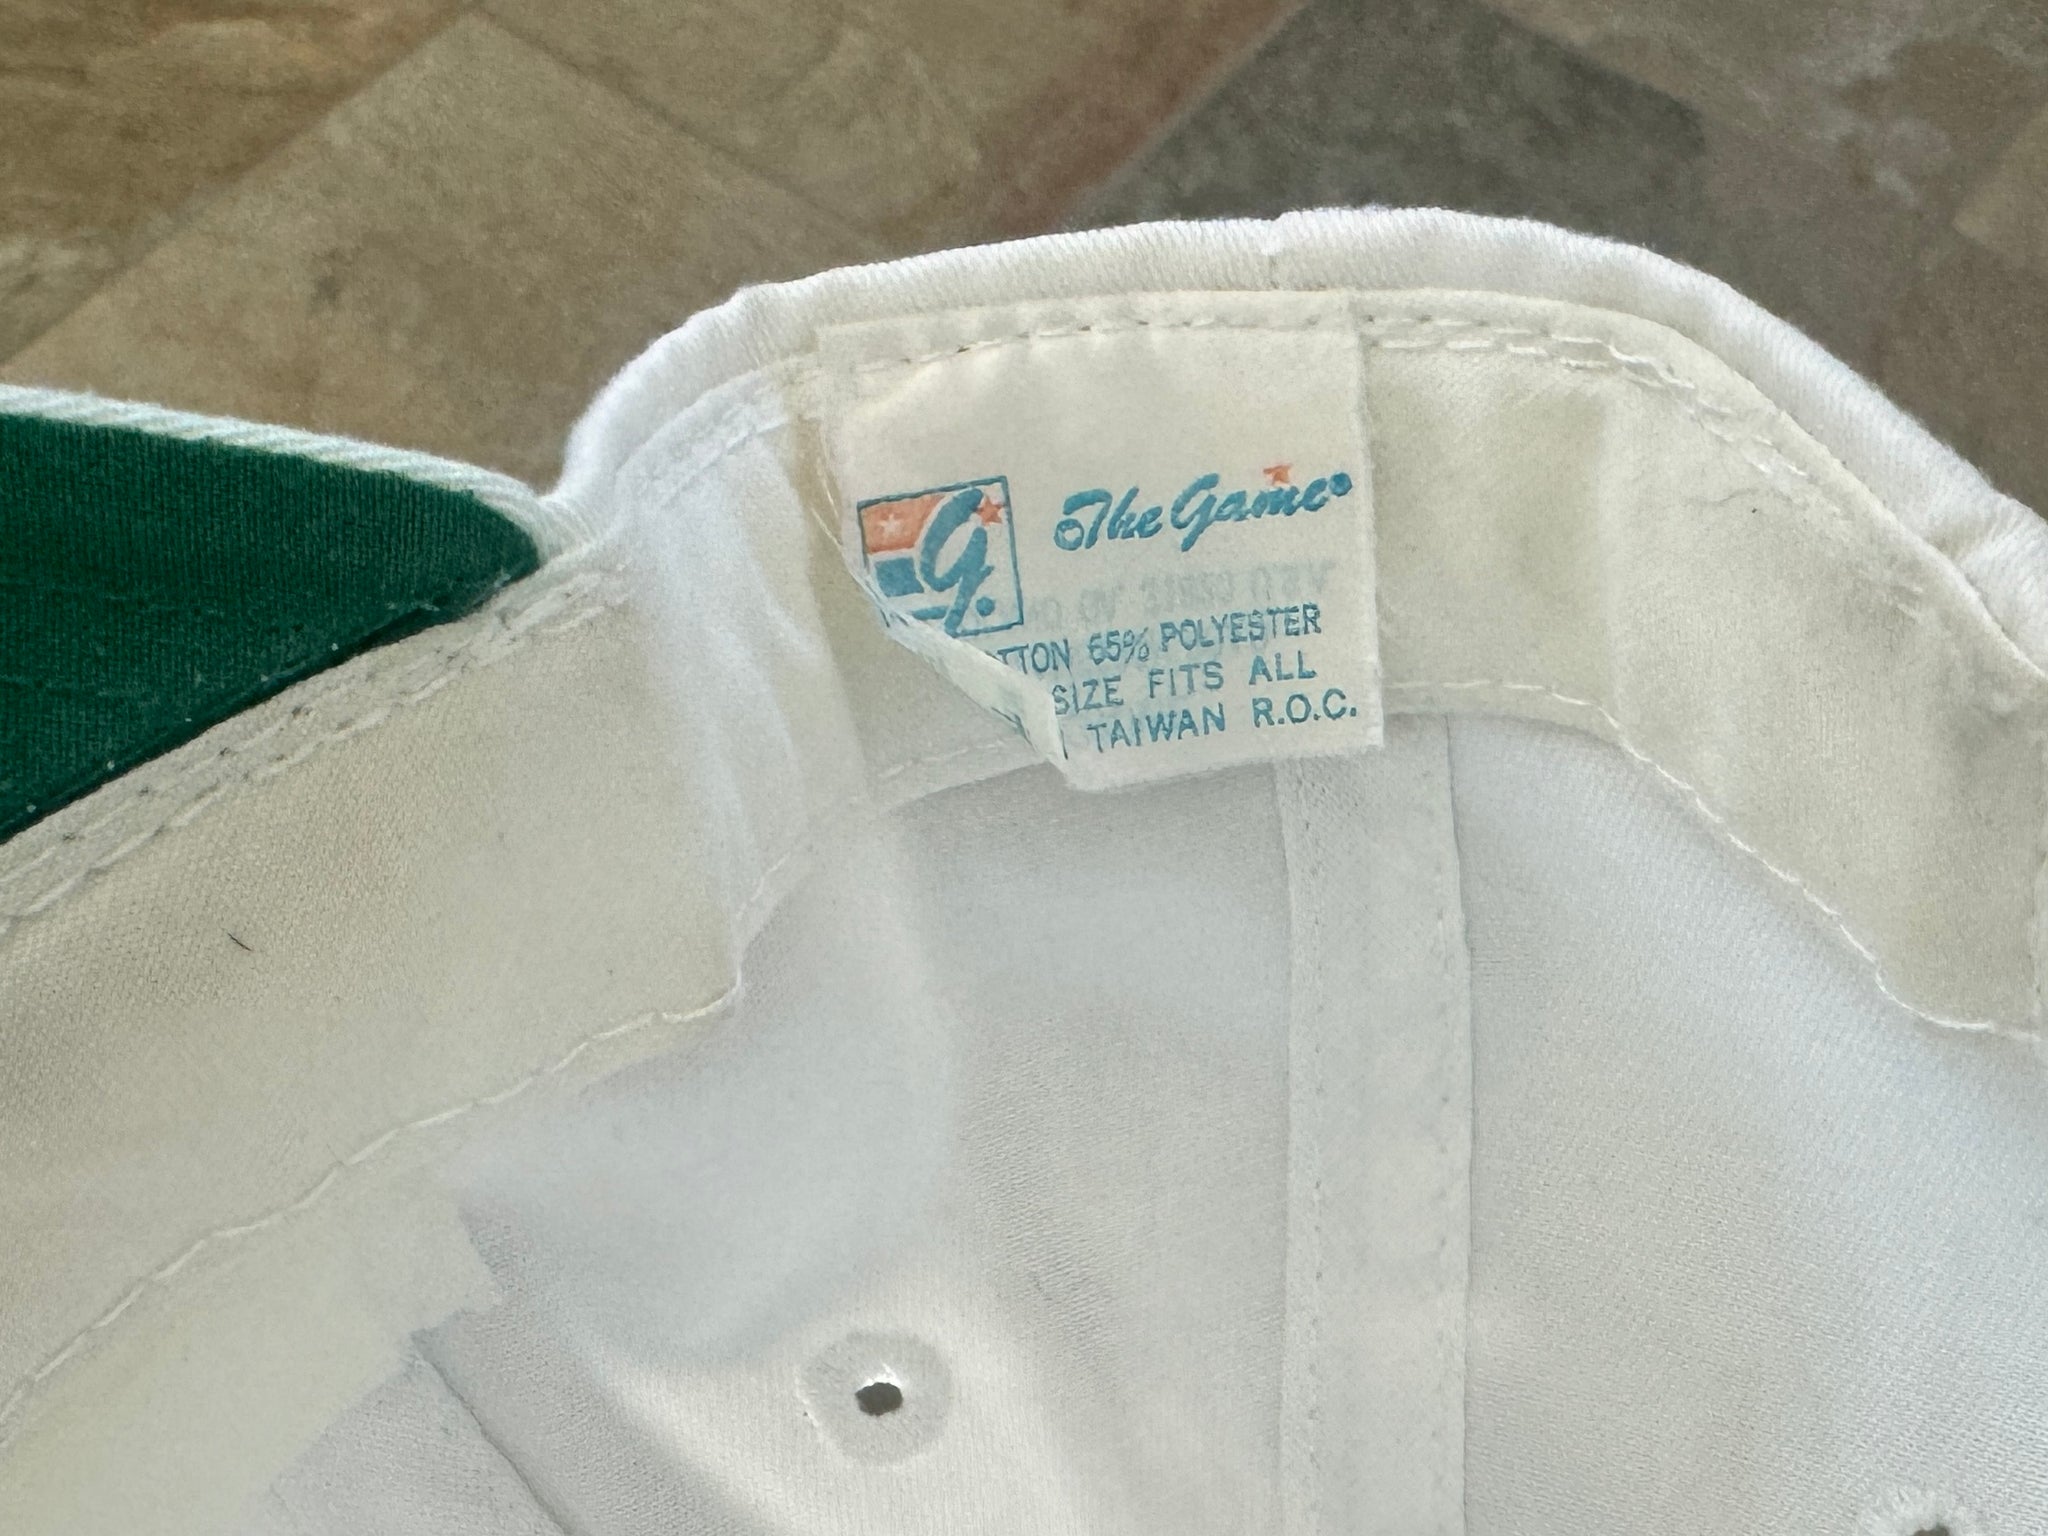 G.
The Game®
TTON 65% POLYESTER
SIZE FITS ALL
TAIWAN R.O.C.